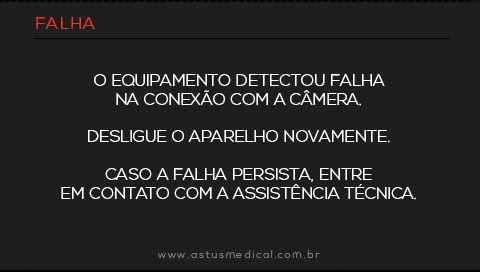 FALHA
O EQUIPAMENTO DETECTOU FALHA
NA CONEXÃO COM A CÂMERA.
DESLIGUE O APARELHO NOVAMENTE.
CASO A FALHA PERSISTA, ENTRE
EM CONTATO COM A ASSISTÊNCIA TÉCNICA.
www.astusmedical.com.br